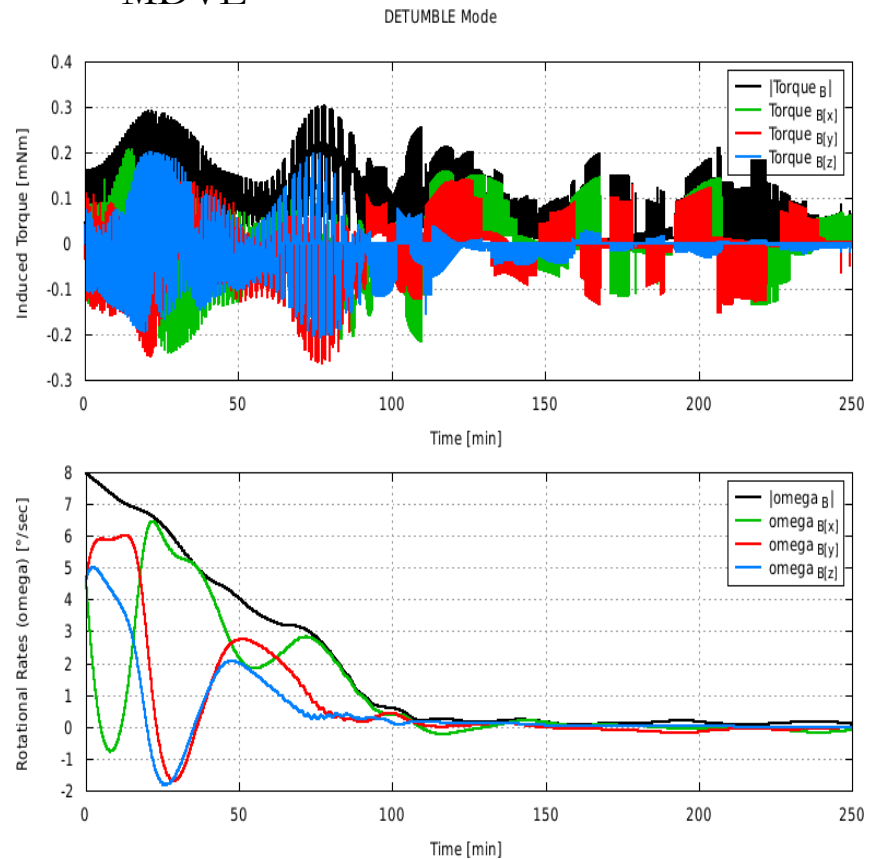 MDVE
DETUMBLE Mode
Induced Torque [mNm]
0.4
0.3
0.2
0.1
0
-0.1
-0.2
-0.3
|Torque B|
Torque B[x]
Torque B[y]
Torque B[z]
0 50 100 150 200 250
Time [min]
Rotational Rates (omega) [°/sec]
8
7
6
5
4
3
2
1
0
-1
-2
|omega B|
omega B[x]
omega B[y]
omega B[z]
0 50 100 150 200 250
Time [min]